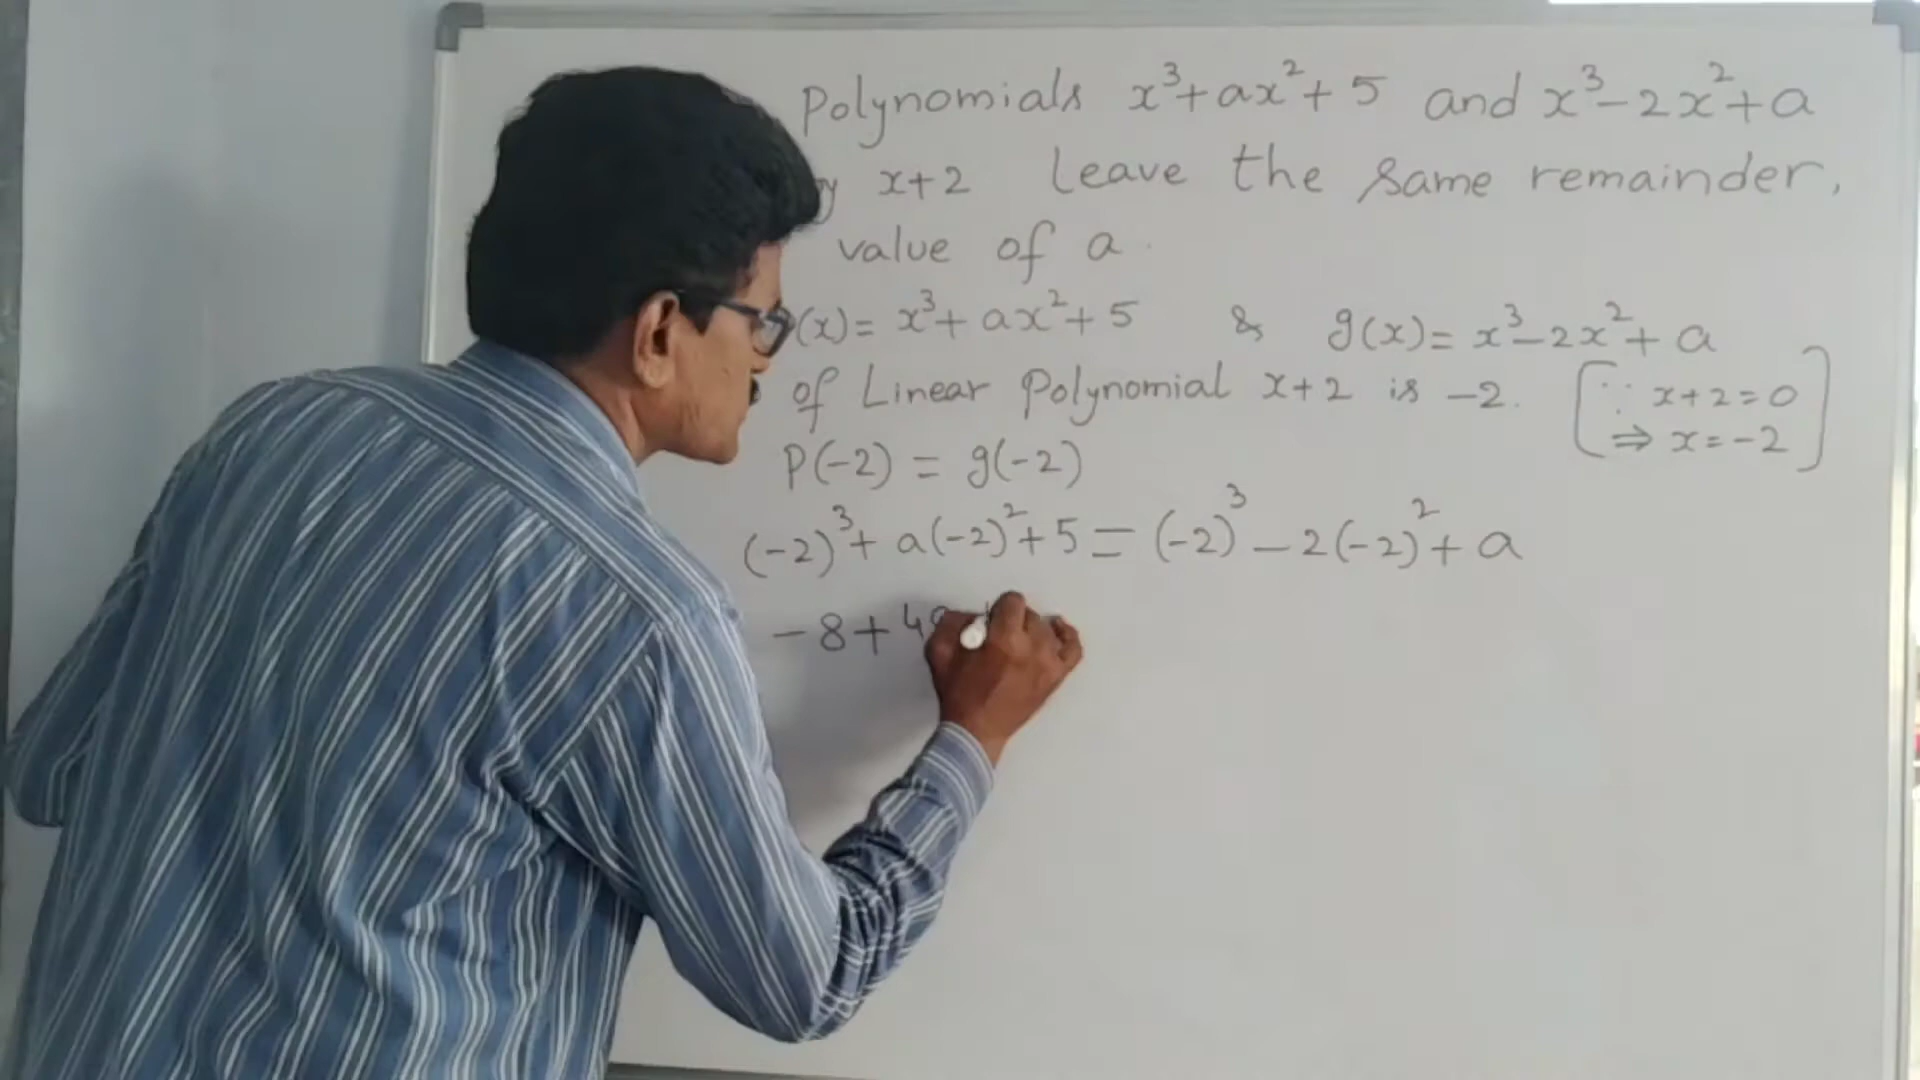 Polynomials x³+ax²+5 and x³-2x²+a
x+2 leave the same remainder,
value of a.
(x)= x³+ax²+5 & g(x)= x³-2x²+a
of Linear Polynomial x+2 is -2. [∵ x+2=0
⇒ x=-2]
P(-2) = g(-2)
(-2)³+a(-2)²+5=(-2)³-2(-2)²+a
-8+4a